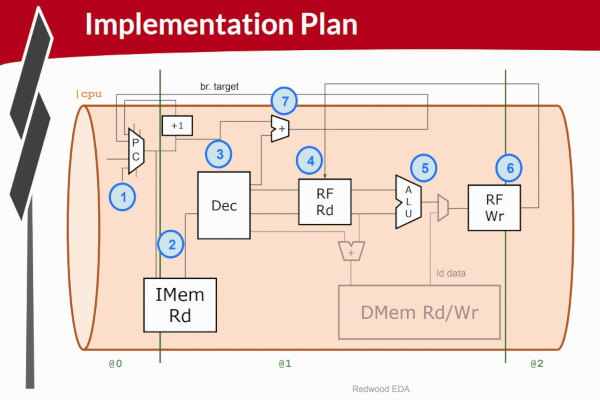 Implementation Plan
|cpu
br. target
7
+1
+
P
C
3
4
5
6
1
Dec
RF
Rd
A
L
U
RF
Wr
2
+
ld data
IMem
Rd
DMem Rd/Wr
@0
@1
@2
Redwood EDA